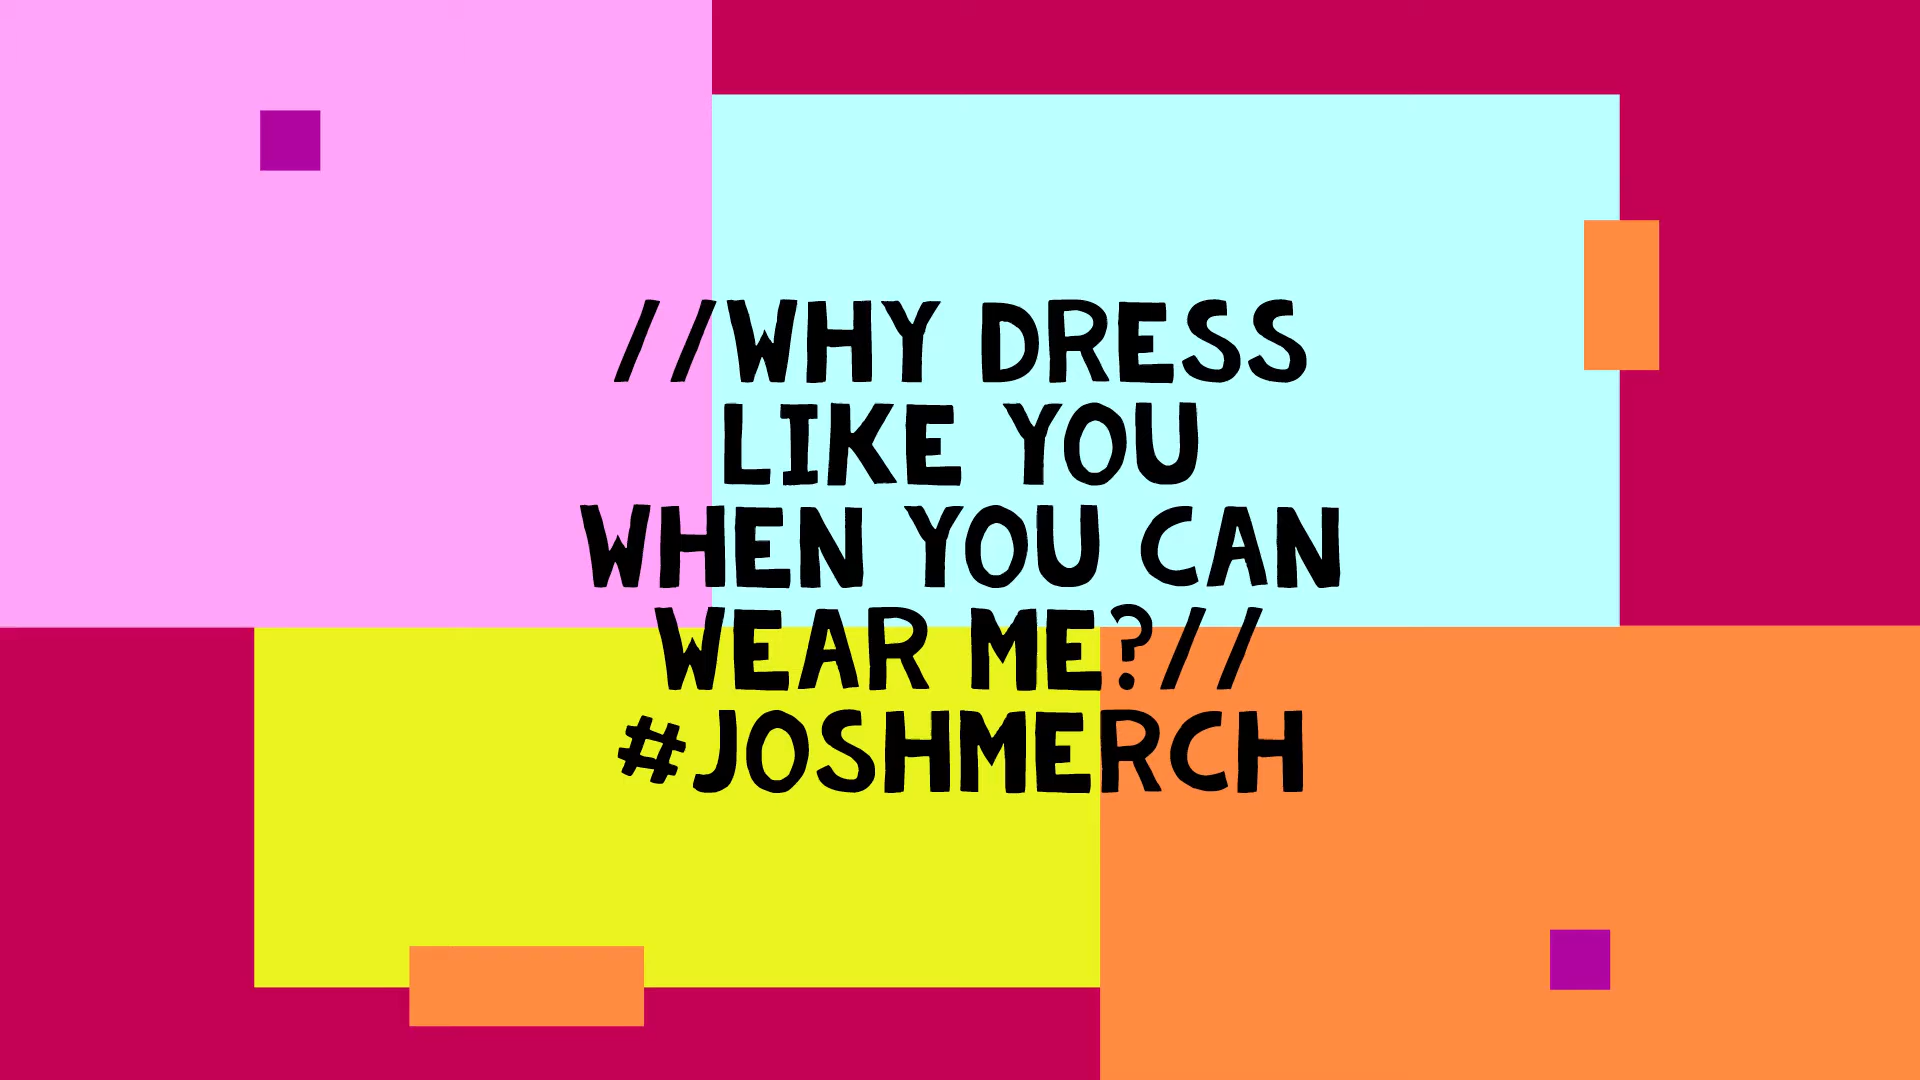 //WHY DRESS
LIKE YOU
WHEN YOU CAN
WEAR ME?//
#JOSHMERCH